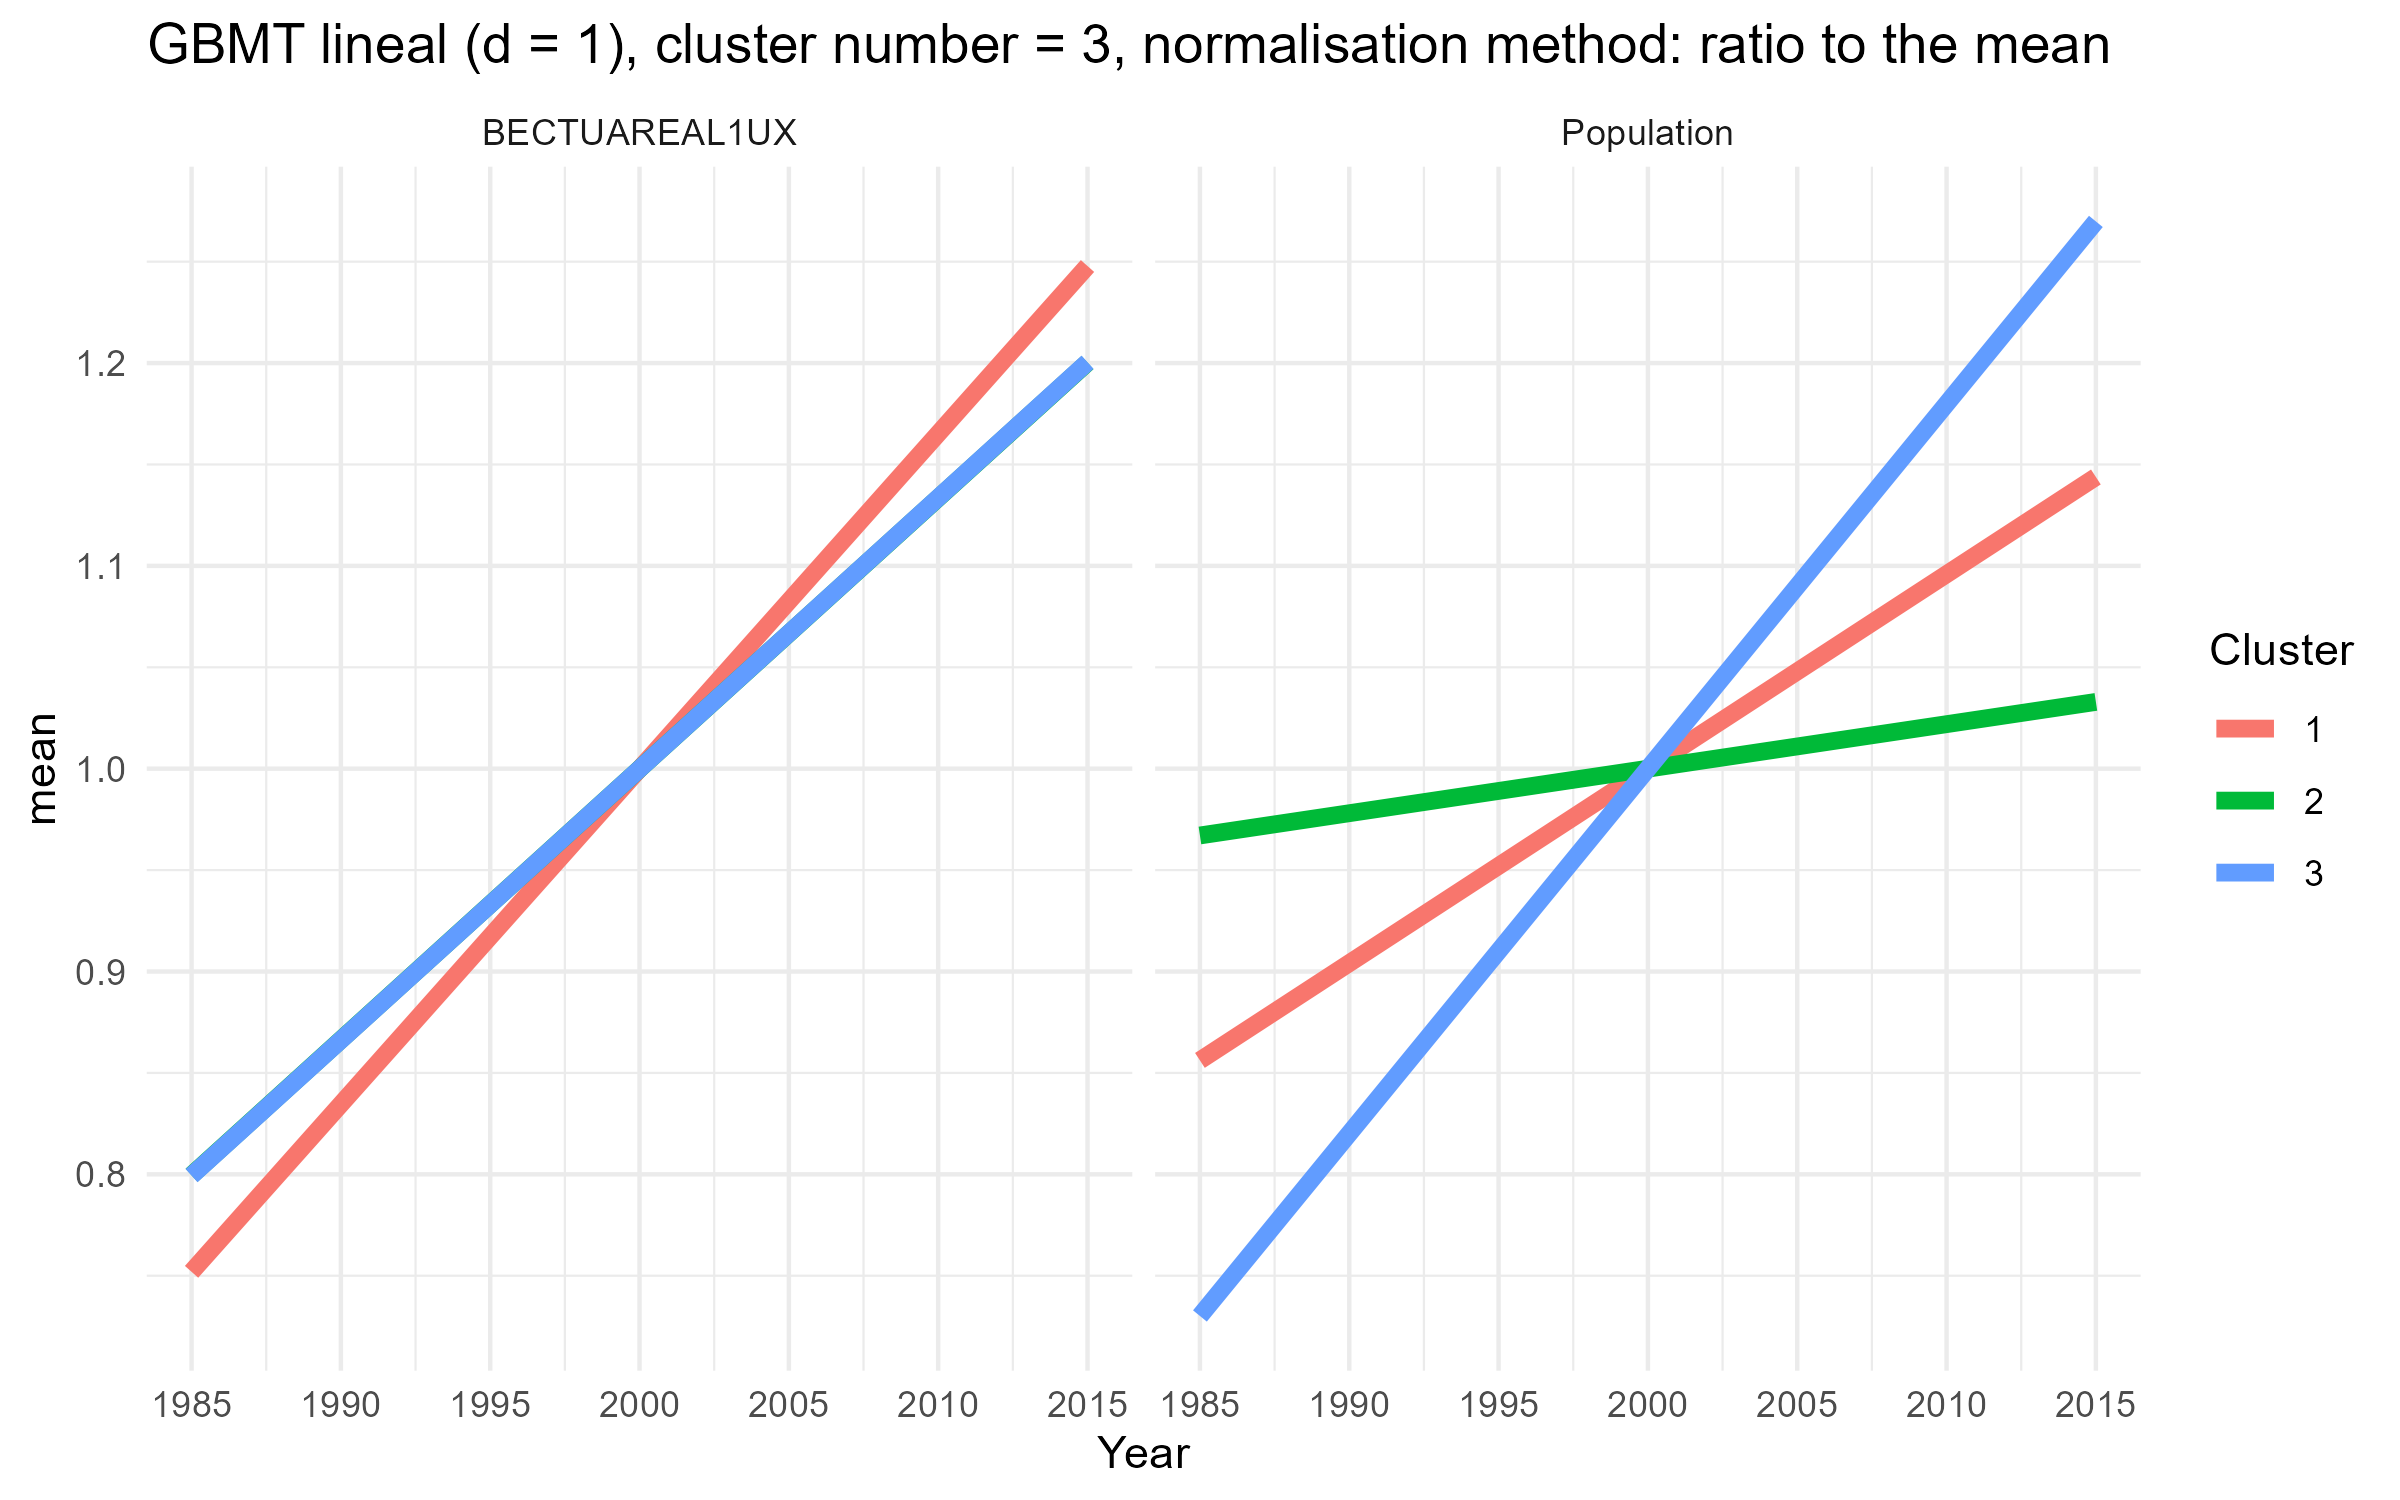 GBMT lineal (d = 1), cluster number = 3, normalisation method: ratio to the mean
BECTUAREAL1UX
Population
1.2
1.1
1.0
0.9
0.8
mean
1985 1990 1995 2000 2005 2010 2015
1985 1990 1995 2000 2005 2010 2015
Year
Cluster
1
2
3